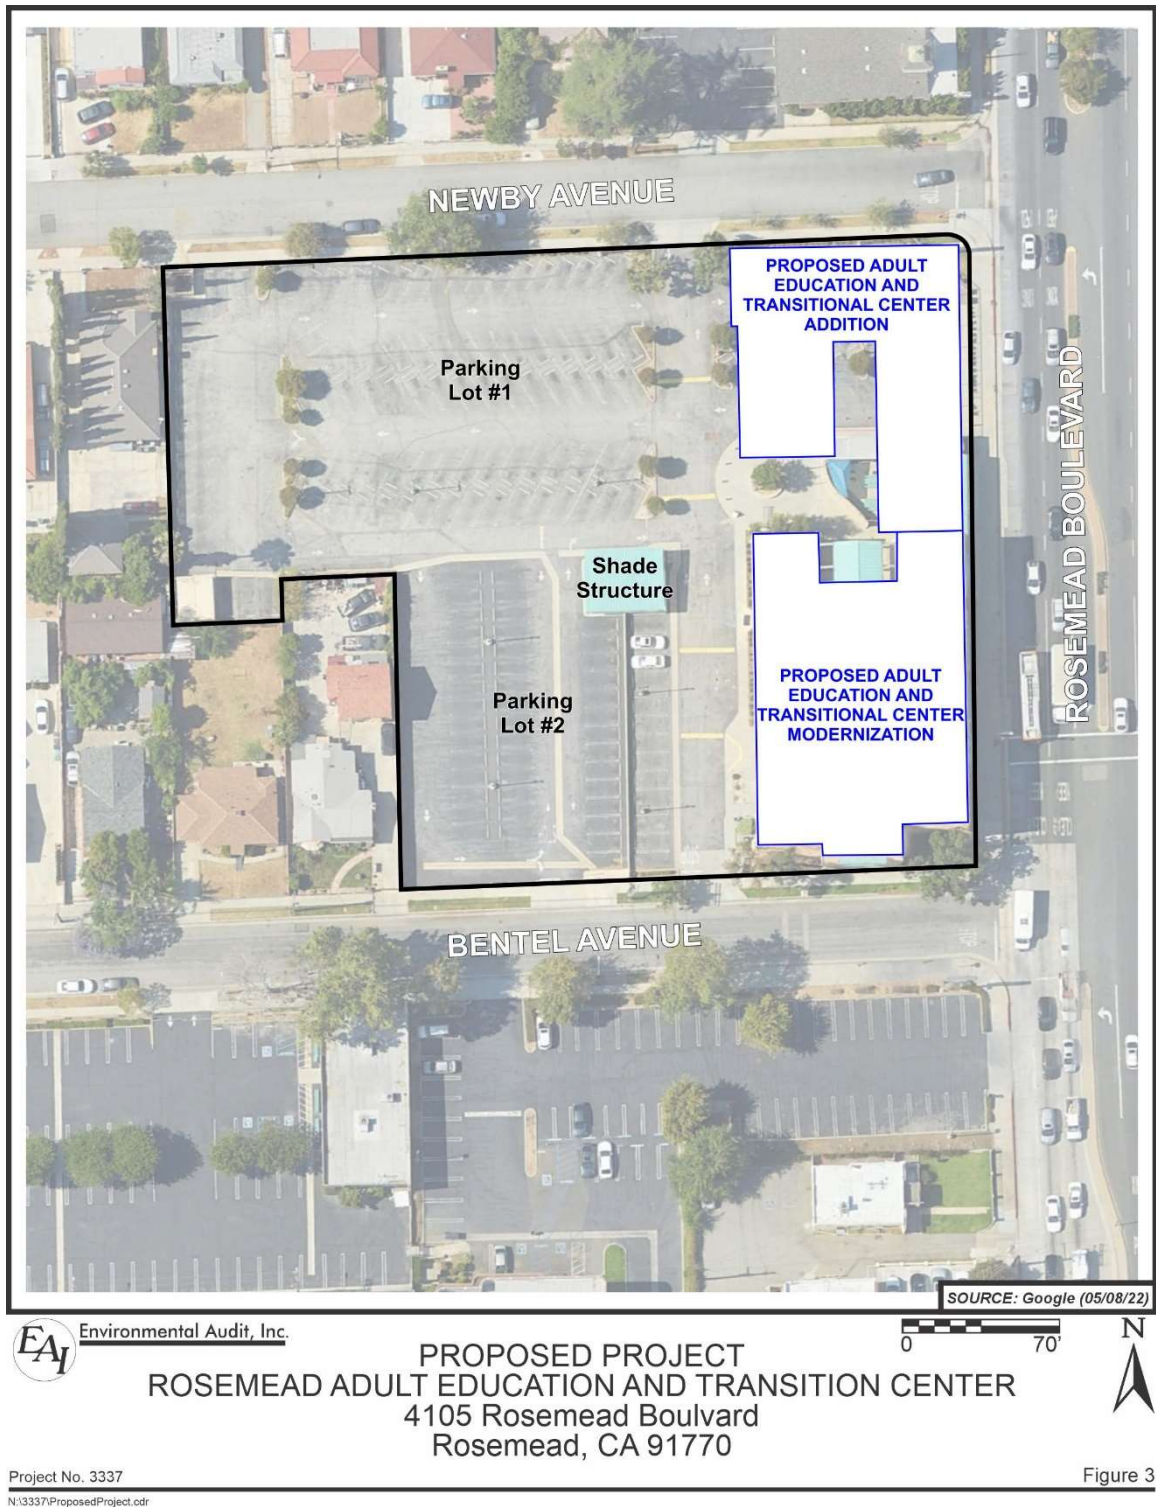 NEWBY AVENUE
PROPOSED ADULT
EDUCATION AND
TRANSITIONAL CENTER
ADDITION
Parking
Lot #1
ROSEMEAD BOULEVARD
Shade
Structure
Parking
Lot #2
PROPOSED ADULT
EDUCATION AND
TRANSITIONAL CENTER
MODERNIZATION
BENTEL AVENUE
SOURCE: Google (05/08/22)
EAI
Environmental Audit, Inc.
0 70'
N
PROPOSED PROJECT
ROSEMEAD ADULT EDUCATION AND TRANSITION CENTER
4105 Rosemead Boulvard
Rosemead, CA 91770
Project No. 3337
Figure 3
N:\3337\ProposedProject.cdr